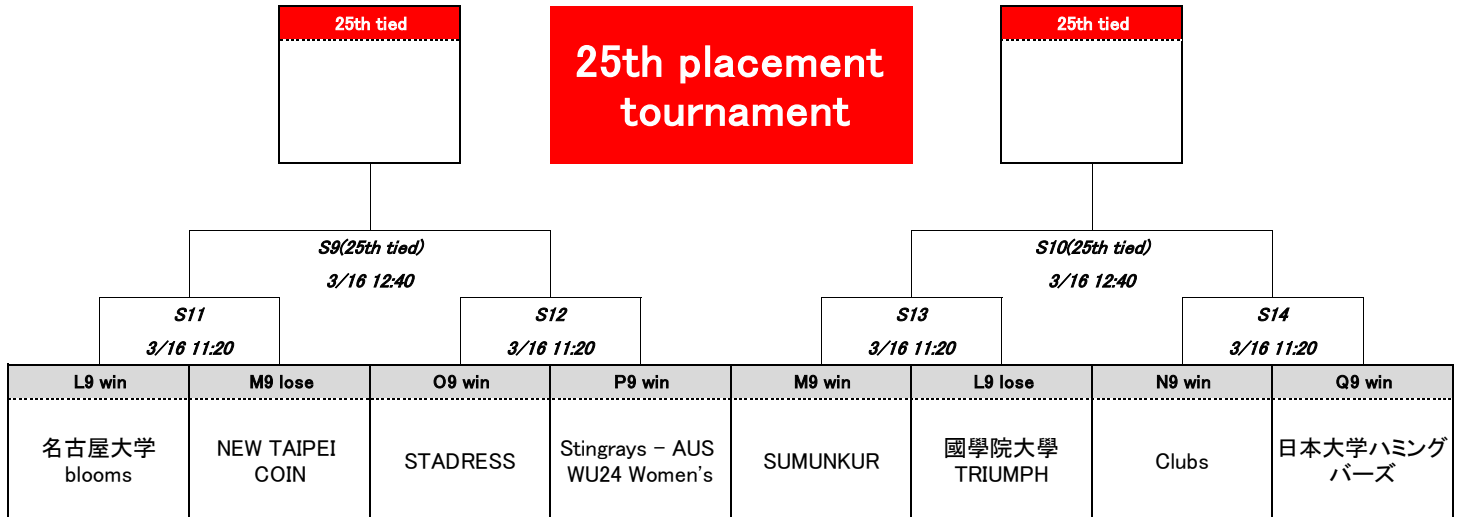 25th tied
25th placement
tournament
25th tied
S9(25th tied)
3/16 12:40
S10(25th tied)
3/16 12:40
S11
3/16 11:20
S12
3/16 11:20
S13
3/16 11:20
S14
3/16 11:20
L9 win
M9 lose
O9 win
P9 win
M9 win
L9 lose
N9 win
Q9 win
名古屋大学
blooms
NEW TAIPEI
COIN
STADRESS
Stingrays - AUS
WU24 Women's
SUMUNKUR
國學院大學
TRIUMPH
Clubs
日本大学ハミング
バーズ